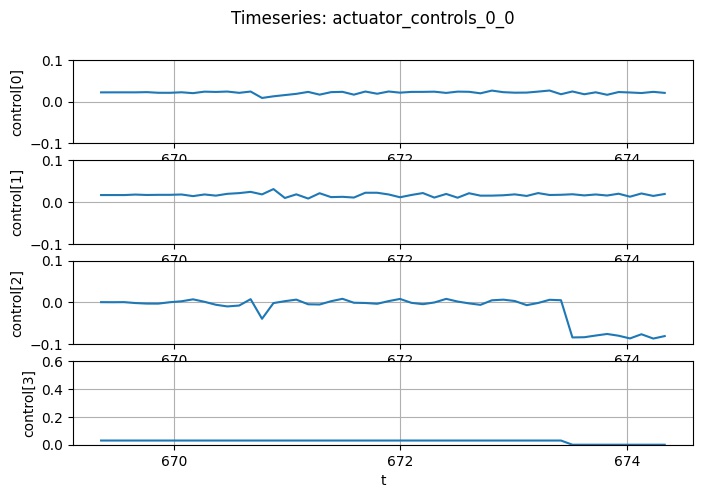 Timeseries: actuator_controls_0_0
0.1
0.0
−0.1
control[0]
670 672 674
0.1
0.0
−0.1
control[1]
670 672 674
0.1
0.0
−0.1
control[2]
670 672 674
0.6
0.4
0.2
0.0
control[3]
670 672 674
t